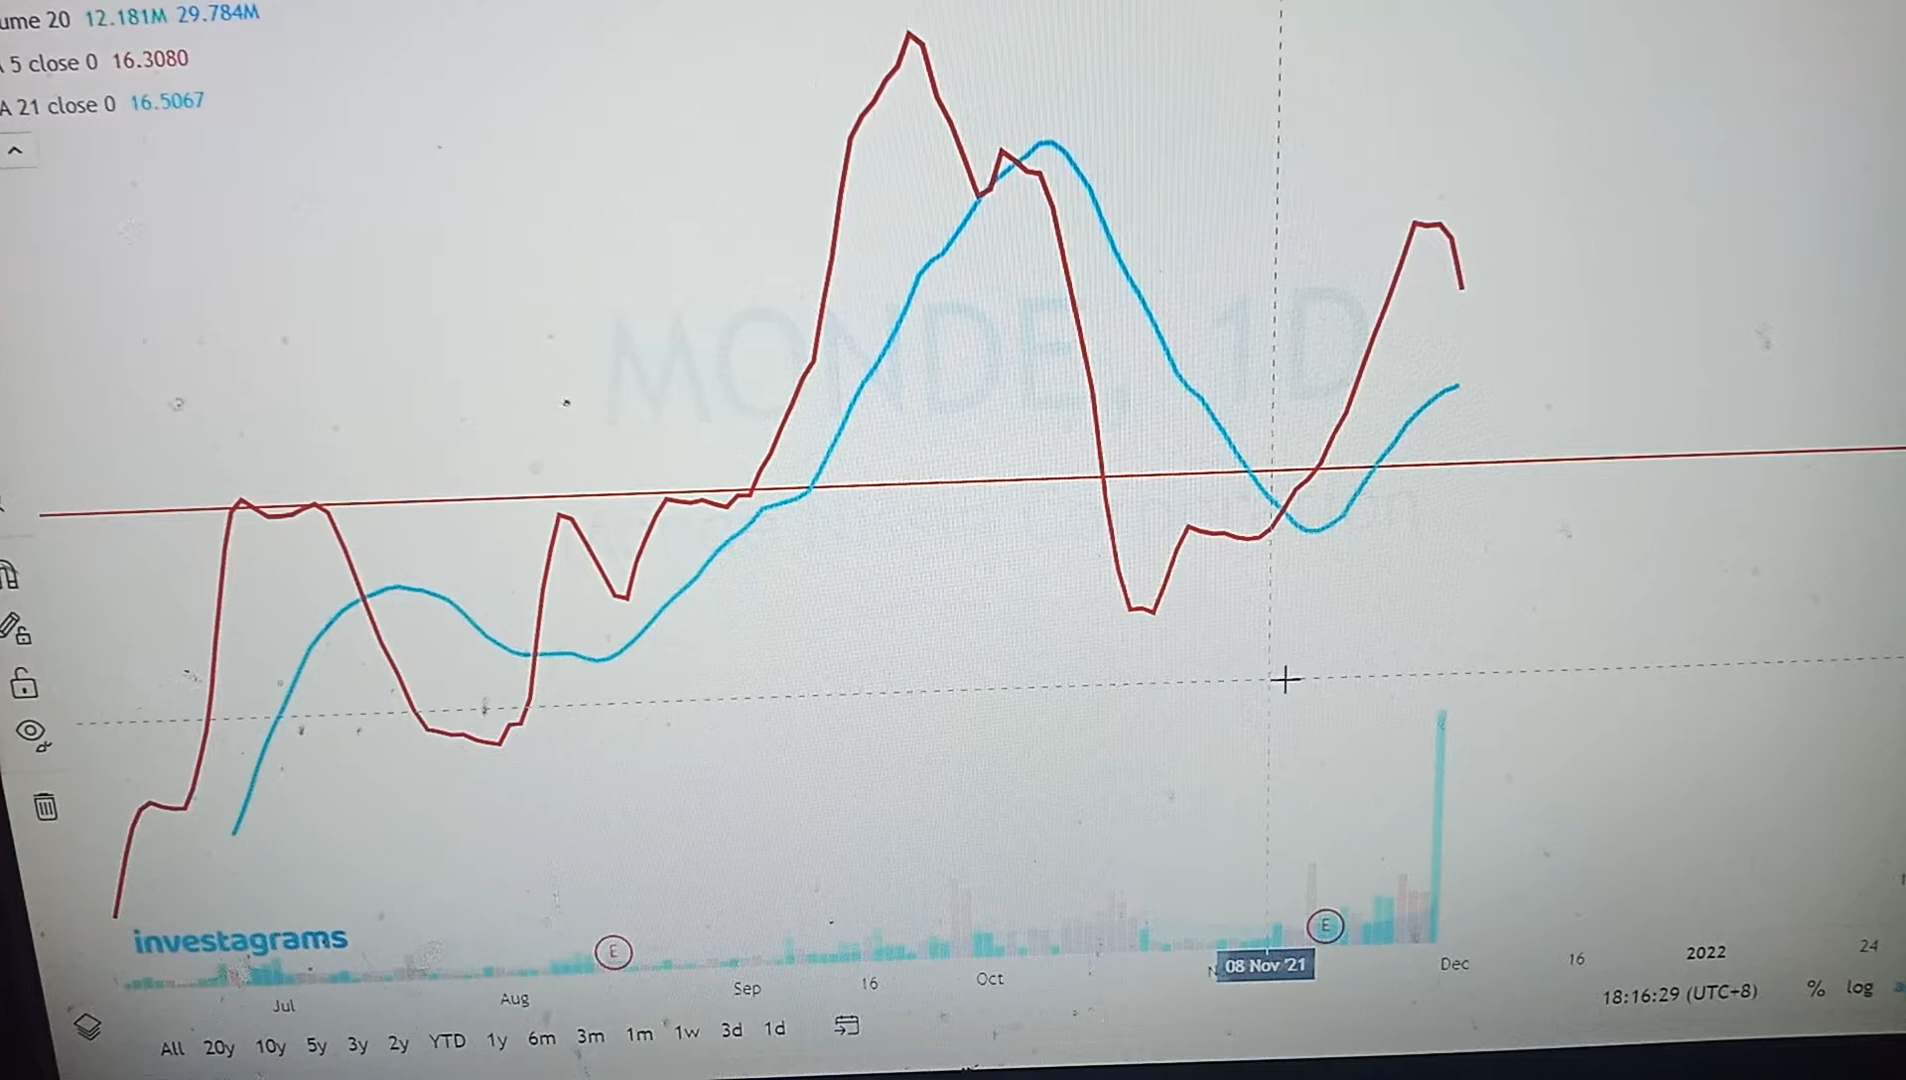 ume 20 12.181M 29.784M
5 close 0 16.3080
A 21 close 0 16.5067
MONDE, 1D
investagrams
E
E
08 Nov '21
Jul
Aug
Sep
16
Oct
Dec
16
2022
24
18:16:29 (UTC+8)
%
log
All 20y 10y 5y 3y 2y YTD 1y 6m 3m 1m 1w 3d 1d